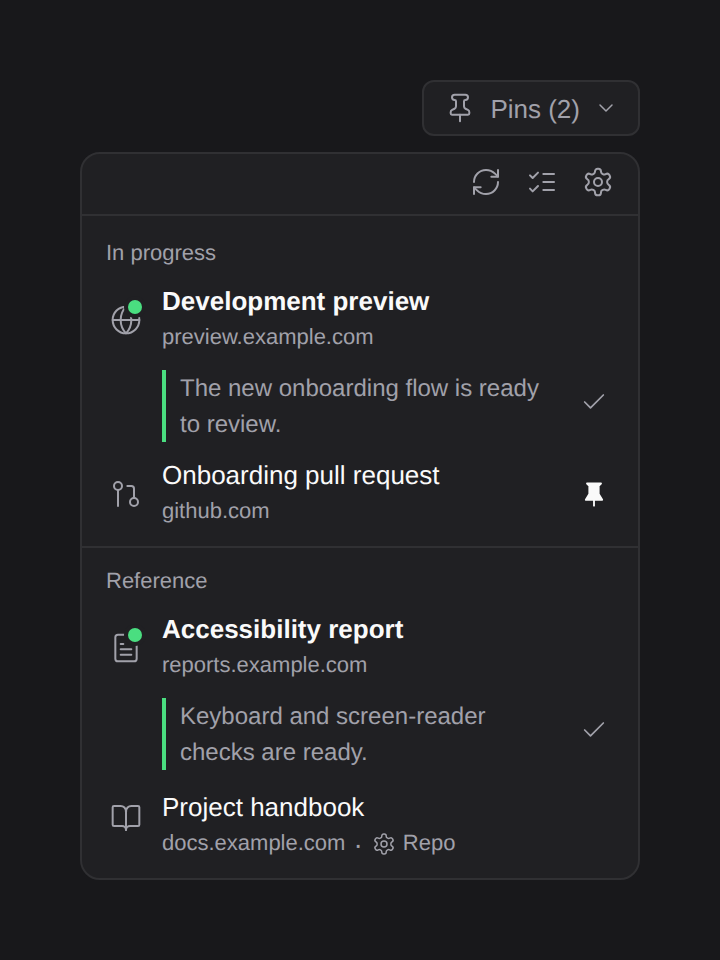 Pins (2)
In progress
Development preview
preview.example.com
The new onboarding flow is ready
to review.
Onboarding pull request
github.com
Reference
Accessibility report
reports.example.com
Keyboard and screen-reader
checks are ready.
Project handbook
docs.example.com · Repo